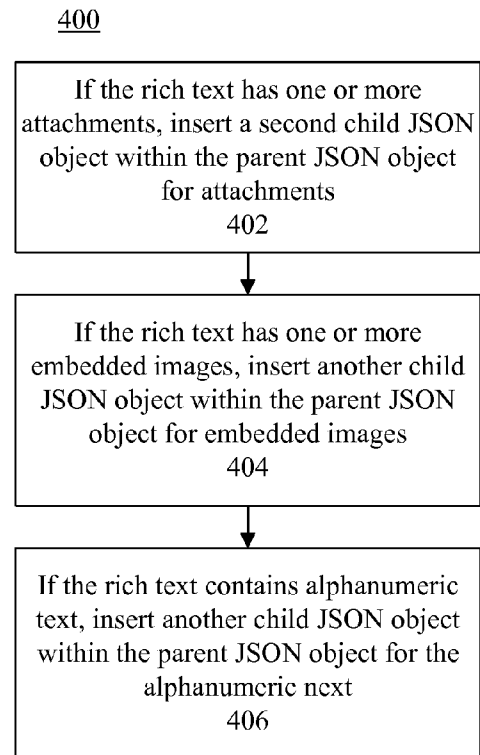 400
If the rich text has one or more
attachments, insert a second child JSON
object within the parent JSON object
for attachments
402
If the rich text has one or more
embedded images, insert another child
JSON object within the parent JSON
object for embedded images
404
If the rich text contains alphanumeric
text, insert another child JSON object
within the parent JSON object for the
alphanumeric next
406